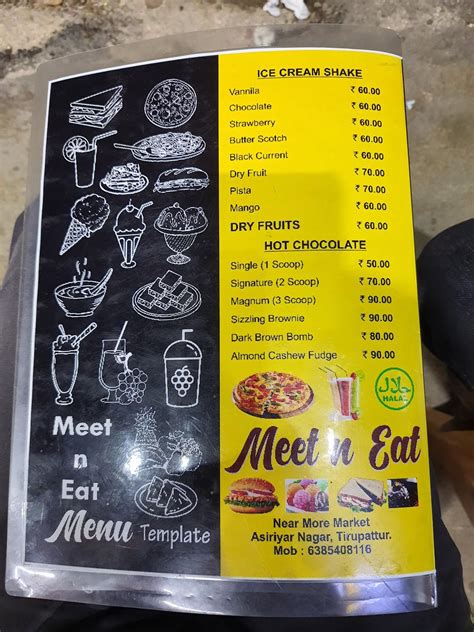 Meet
n
Eat
Menu Template
ICE CREAM SHAKE
Vannila ₹ 60.00
Chocolate ₹ 60.00
Strawberry ₹ 60.00
Butter Scotch ₹ 60.00
Black Current ₹ 60.00
Dry Fruit ₹ 70.00
Pista ₹ 70.00
Mango ₹ 60.00
DRY FRUITS
HOT CHOCOLATE
Single (1 Scoop) ₹ 50.00
Signature (2 Scoop) ₹ 70.00
Magnum (3 Scoop) ₹ 90.00
Sizzling Brownie ₹ 90.00
Dark Brown Bomb ₹ 80.00
Almond Cashew Fudge ₹ 90.00
حلال
HALAL
Meet n Eat
Near More Market
Asiriyar Nagar, Tirupattur.
Mob : 6385408116